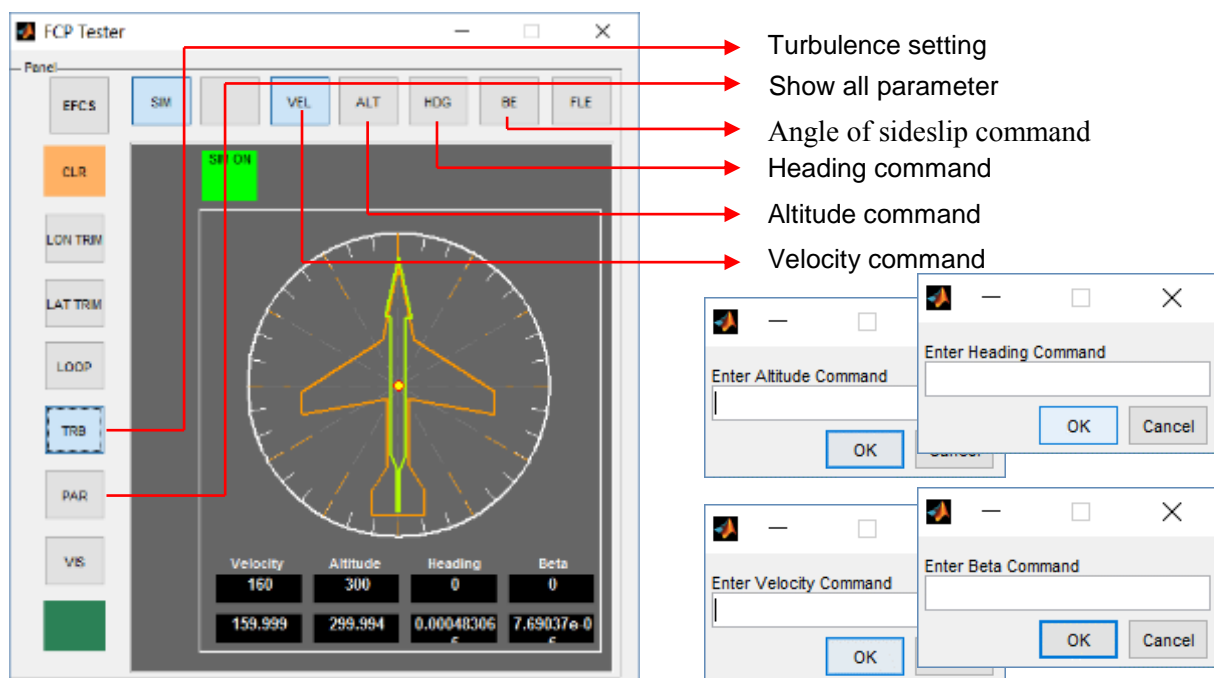 FCP Tester
Panel
EFCS
SIM
VEL
ALT
HDG
BE
FLE
CLR
LON TRIM
LAT TRIM
LOOP
TRB
PAR
VIS
SIM ON
Velocity Altitude Heading Beta
160 300 0 0
159.999 299.994 0.00048306 7.69037e-0
Turbulence setting
Show all parameter
Angle of sideslip command
Heading command
Altitude command
Velocity command
Enter Altitude Command
OK
Enter Heading Command
OK Cancel
Enter Velocity Command
OK
Enter Beta Command
OK Cancel